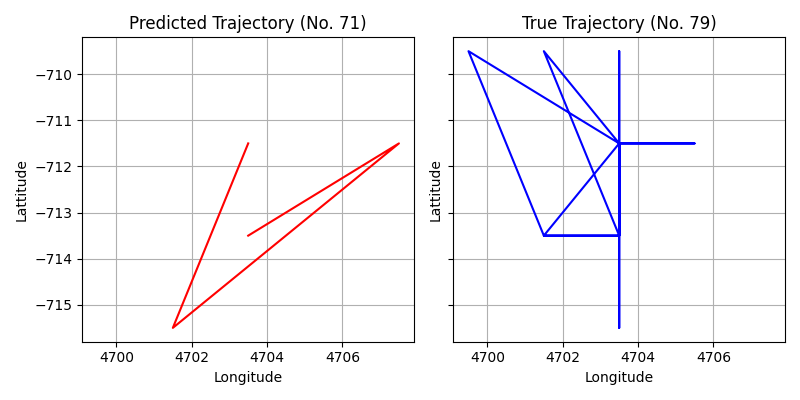 Predicted Trajectory (No. 71)
True Trajectory (No. 79)
Lattitude
−710
−711
−712
−713
−714
−715
4700
4702
4704
4706
Longitude
Lattitude
4700
4702
4704
4706
Longitude